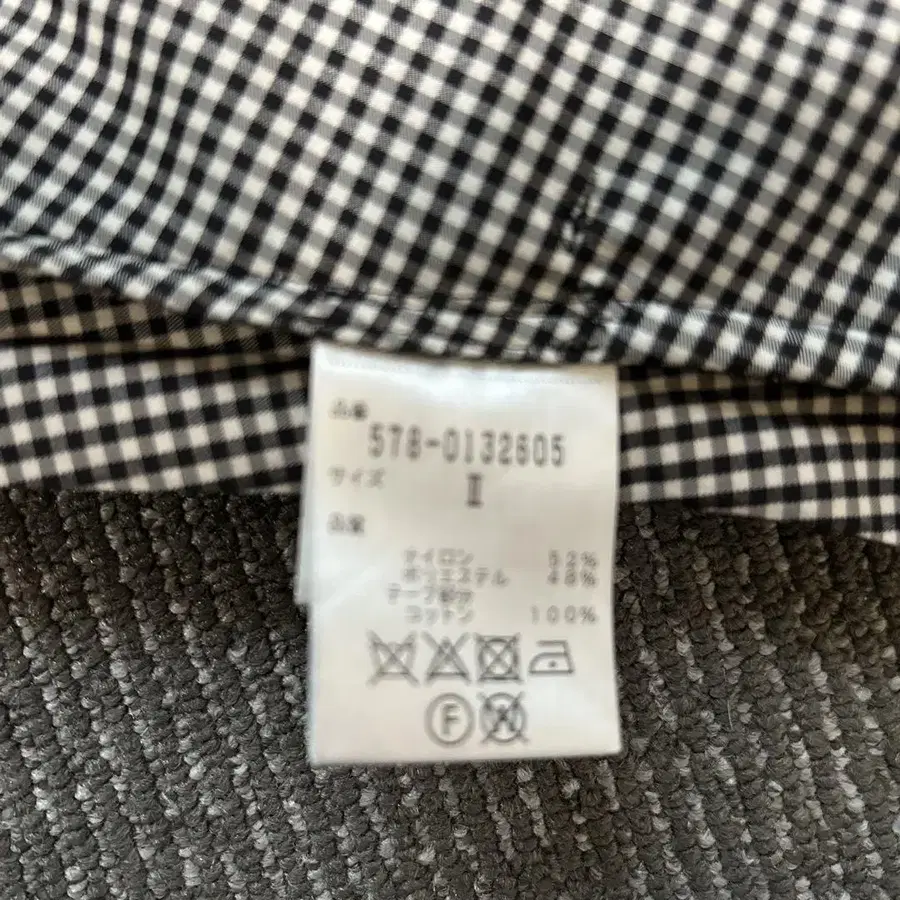 品番
578-0132605
サイズ II
品質
ナイロン 52%
ポリエステル 48%
テープ部分
コットン 100%
F W